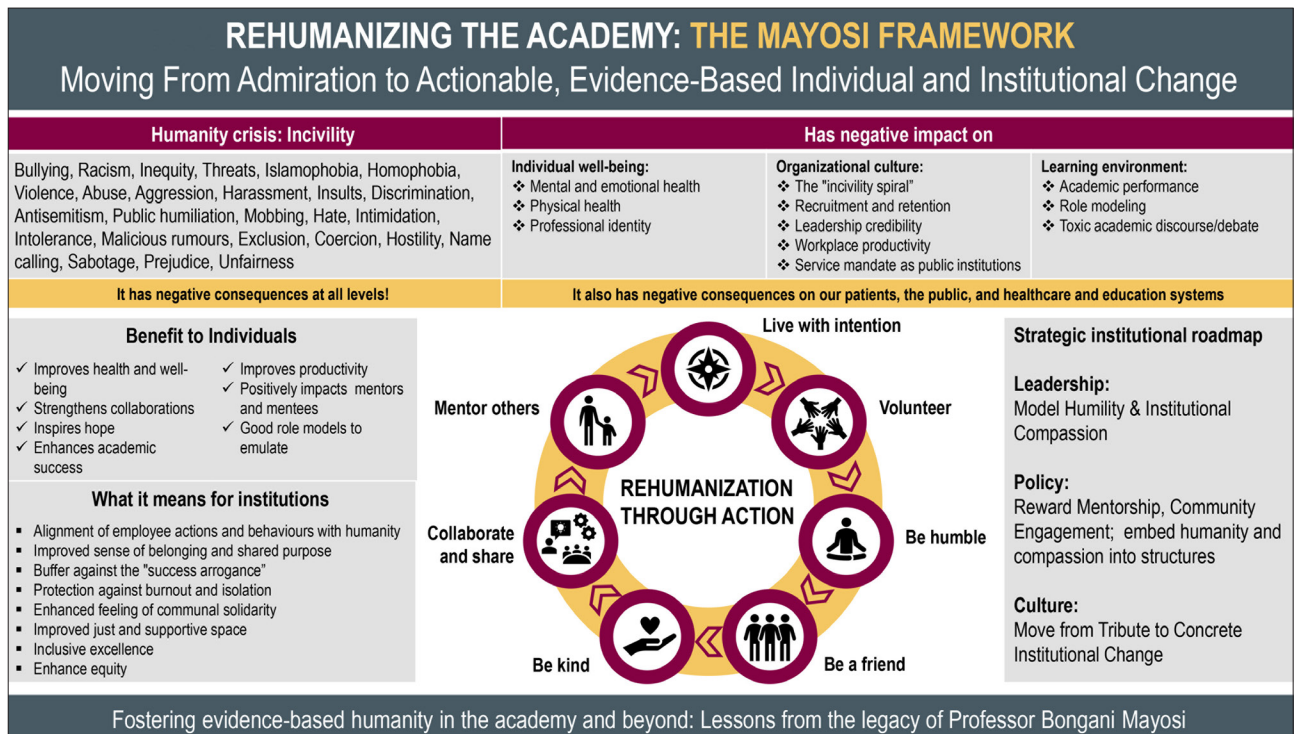 REHUMANIZING THE ACADEMY: THE MAYOSI FRAMEWORK
Moving From Admiration to Actionable, Evidence-Based Individual and Institutional Change
Humanity crisis: Incivility
Bullying, Racism, Inequity, Threats, Islamophobia, Homophobia,
Violence, Abuse, Aggression, Harassment, Insults, Discrimination,
Antisemitism, Public humiliation, Mobbing, Hate, Intimidation,
Intolerance, Malicious rumours, Exclusion, Coercion, Hostility, Name
calling, Sabotage, Prejudice, Unfairness
It has negative consequences at all levels!
Has negative impact on
Individual well-being:
❖ Mental and emotional health
❖ Physical health
❖ Professional identity
Organizational culture:
❖ The "incivility spiral”
❖ Recruitment and retention
❖ Leadership credibility
❖ Workplace productivity
❖ Service mandate as public institutions
Learning environment:
❖ Academic performance
❖ Role modeling
❖ Toxic academic discourse/debate
It also has negative consequences on our patients, the public, and healthcare and education systems
Benefit to Individuals
✓ Improves health and well-
being
✓ Strengthens collaborations
✓ Inspires hope
✓ Enhances academic
success
✓ Improves productivity
✓ Positively impacts mentors
and mentees
✓ Good role models to
emulate
What it means for institutions
▪ Alignment of employee actions and behaviours with humanity
▪ Improved sense of belonging and shared purpose
▪ Buffer against the "success arrogance”
▪ Protection against burnout and isolation
▪ Enhanced feeling of communal solidarity
▪ Improved just and supportive space
▪ Inclusive excellence
▪ Enhance equity
Live with intention
Volunteer
Be humble
Be a friend
Be kind
Collaborate
and share
Mentor others
REHUMANIZATION
THROUGH ACTION
Strategic institutional roadmap
Leadership:
Model Humility & Institutional
Compassion
Policy:
Reward Mentorship, Community
Engagement; embed humanity and
compassion into structures
Culture:
Move from Tribute to Concrete
Institutional Change
Fostering evidence-based humanity in the academy and beyond: Lessons from the legacy of Professor Bongani Mayosi